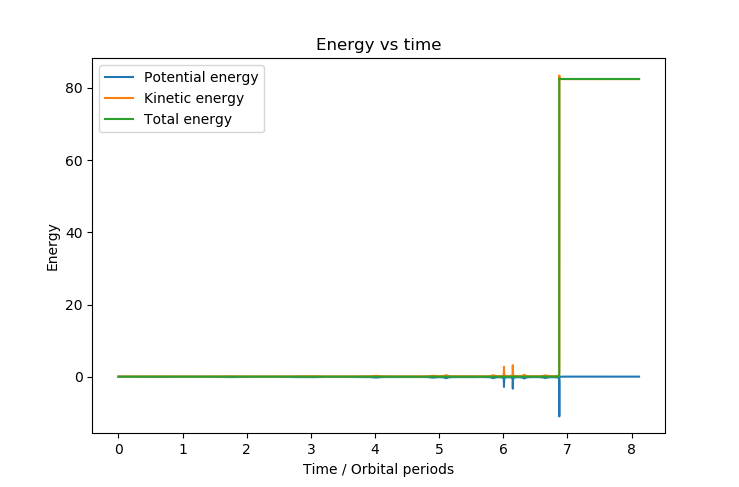 Energy vs time
Potential energy
Kinetic energy
Total energy
80
60
40
20
0
Energy
0 1 2 3 4 5 6 7 8
Time / Orbital periods